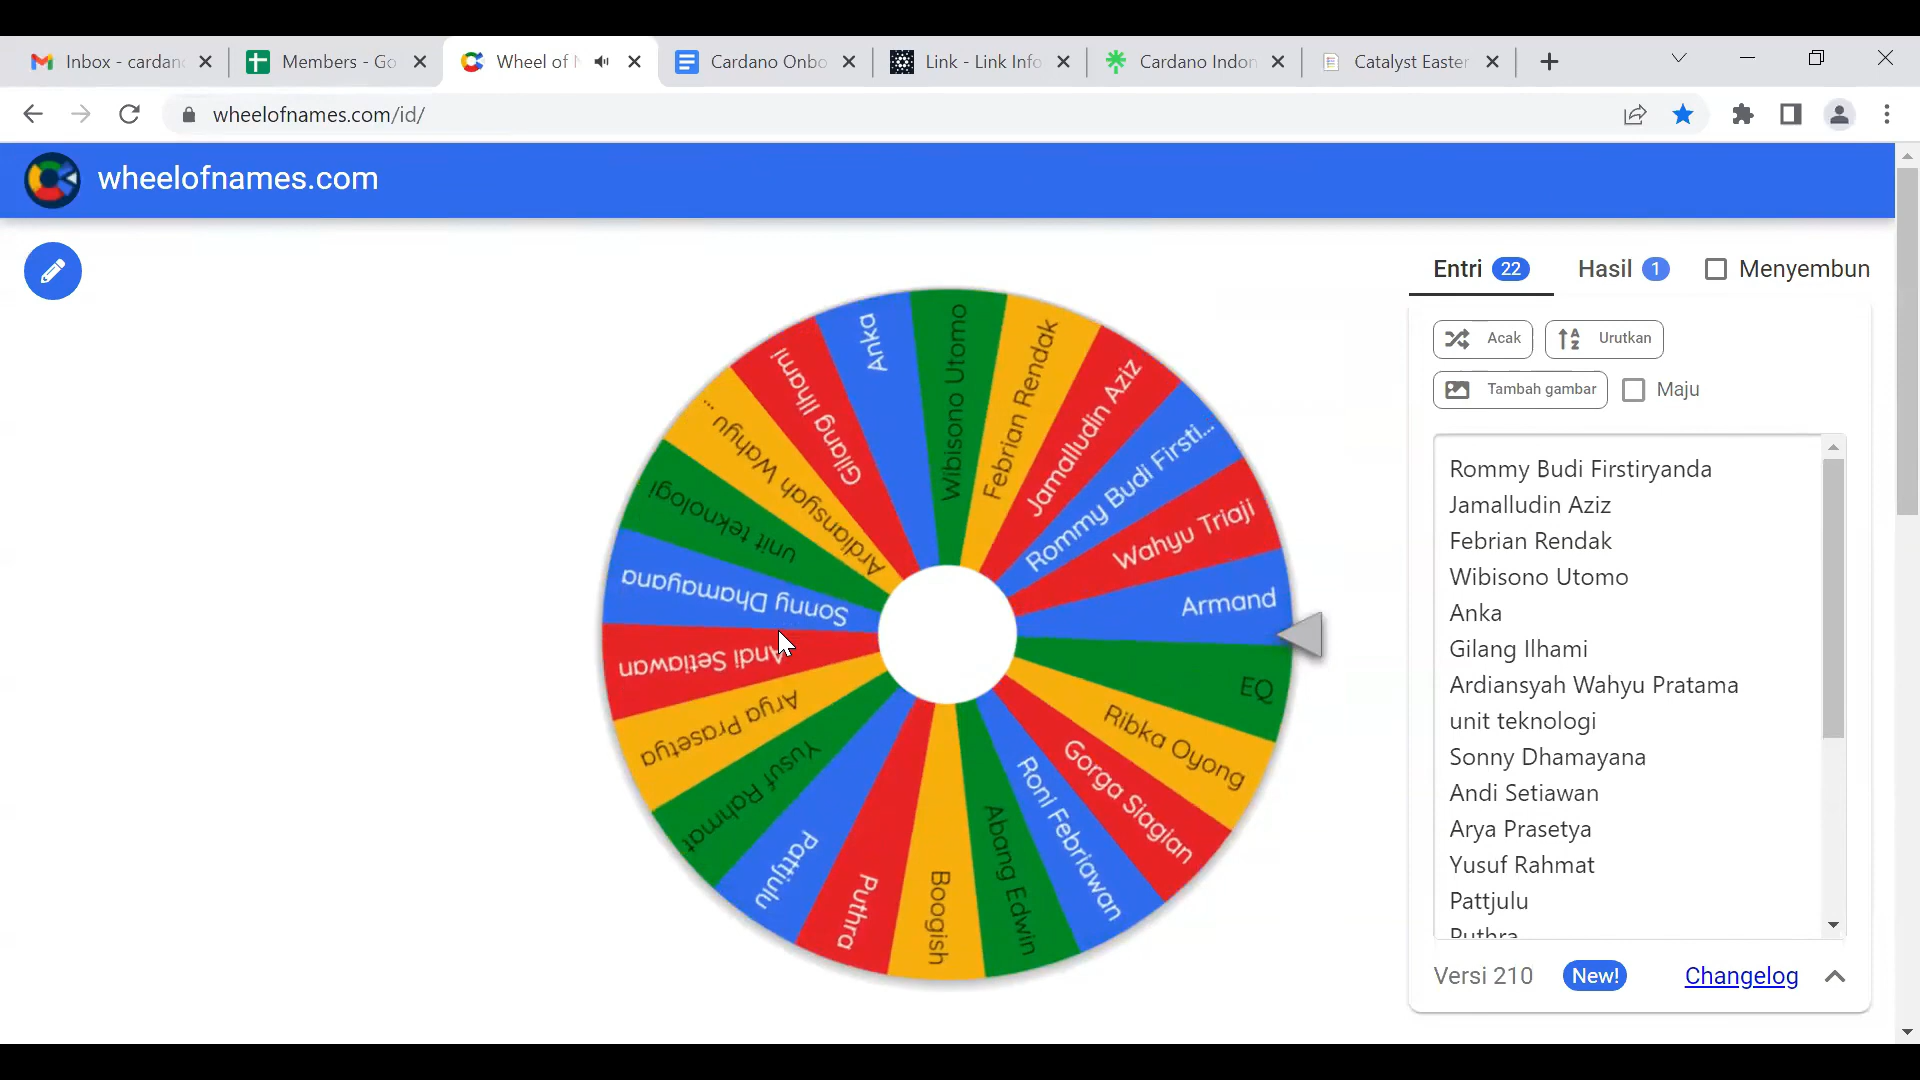 Inbox - cardan
Members - Go
Wheel of N
Cardano Onbo
Link - Link Info
Cardano Indon
Catalyst Easter
wheelofnames.com/id/
wheelofnames.com
Entri 22
Hasil 1
Menyembun
Acak
Urutkan
Tambah gambar
Maju
Wibisono Utomo
Febrian Rendak
Jamalludin Aziz
Rommy Budi Firsti...
Wahyu Triaji
Armand
EQ
Ribka Oyong
Gorga Siagian
Roni Febriawan
Abang Edwin
Boogish
Puthra
Pattjulu
Yusuf Rahmat
Arya Prasetya
Andi Setiawan
Sonny Dhamayana
unit teknologi
Ardiansyah Wahyu ...
Gilang Ilhami
Anka
Rommy Budi Firstiryanda
Jamalludin Aziz
Febrian Rendak
Wibisono Utomo
Anka
Gilang Ilhami
Ardiansyah Wahyu Pratama
unit teknologi
Sonny Dhamayana
Andi Setiawan
Arya Prasetya
Yusuf Rahmat
Pattjulu
Puthra
Versi 210 New! Changelog